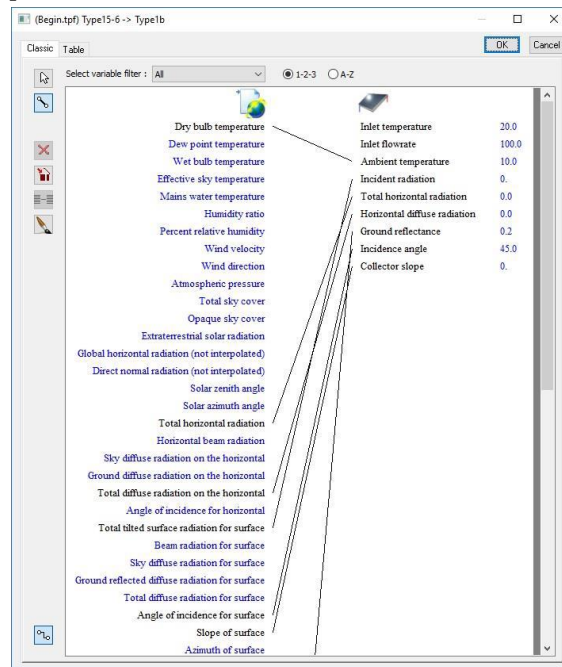 (Begin.tpf) Type15-6 -> Type1b
Classic Table
OK Cancel
Select variable filter : All 1-2-3 A-Z
Dry bulb temperature
Dew point temperature
Wet bulb temperature
Effective sky temperature
Mains water temperature
Humidity ratio
Percent relative humidity
Wind velocity
Wind direction
Atmospheric pressure
Total sky cover
Opaque sky cover
Extraterrestrial solar radiation
Global horizontal radiation (not interpolated)
Direct normal radiation (not interpolated)
Solar zenith angle
Solar azimuth angle
Total horizontal radiation
Horizontal beam radiation
Sky diffuse radiation on the horizontal
Ground diffuse radiation on the horizontal
Total diffuse radiation on the horizontal
Angle of incidence for horizontal
Total tilted surface radiation for surface
Beam radiation for surface
Sky diffuse radiation for surface
Ground reflected diffuse radiation for surface
Total diffuse radiation for surface
Angle of incidence for surface
Slope of surface
Azimuth of surface
Inlet temperature 20.0
Inlet flowrate 100.0
Ambient temperature 10.0
Incident radiation 0.
Total horizontal radiation 0.0
Horizontal diffuse radiation 0.0
Ground reflectance 0.2
Incidence angle 45.0
Collector slope 0.